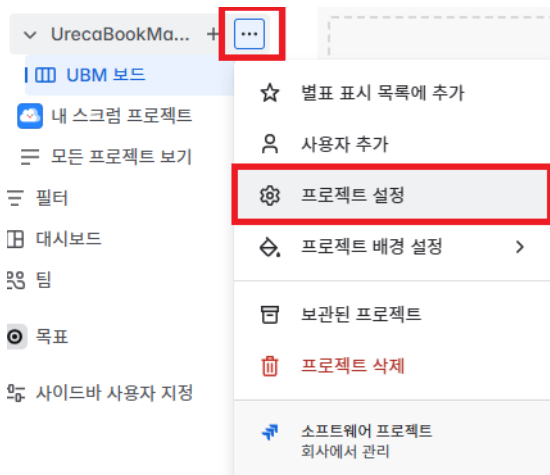 UrecaBookMa... + ...
UBM 보드
내 스크럼 프로젝트
모든 프로젝트 보기
필터
대시보드
팀
목표
사이드바 사용자 지정
별표 표시 목록에 추가
사용자 추가
프로젝트 설정
프로젝트 배경 설정
보관된 프로젝트
프로젝트 삭제
소프트웨어 프로젝트
회사에서 관리